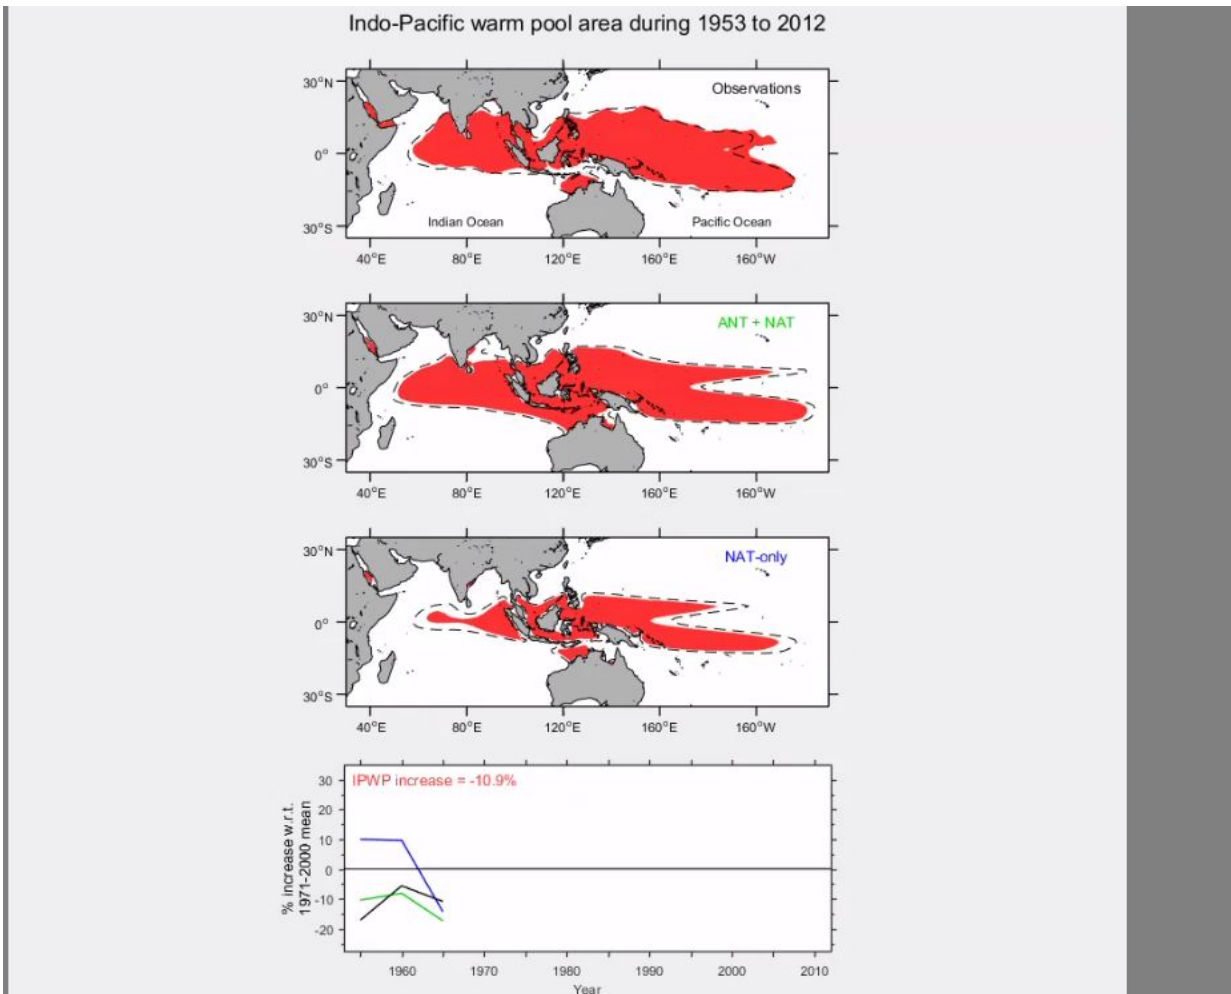 Indo-Pacific warm pool area during 1953 to 2012
30°N
Observations
0°
30°S
Indian Ocean
Pacific Ocean
40°E
80°E
120°E
160°E
160°W
30°N
ANT + NAT
0°
30°S
40°E
80°E
120°E
160°E
160°W
30°N
NAT-only
0°
30°S
40°E
80°E
120°E
160°E
160°W
IPWP increase = -10.9%
% increase w.r.t.
1971-2000 mean
30
20
10
0
-10
-20
1960
1970
1980
1990
2000
2010
Year